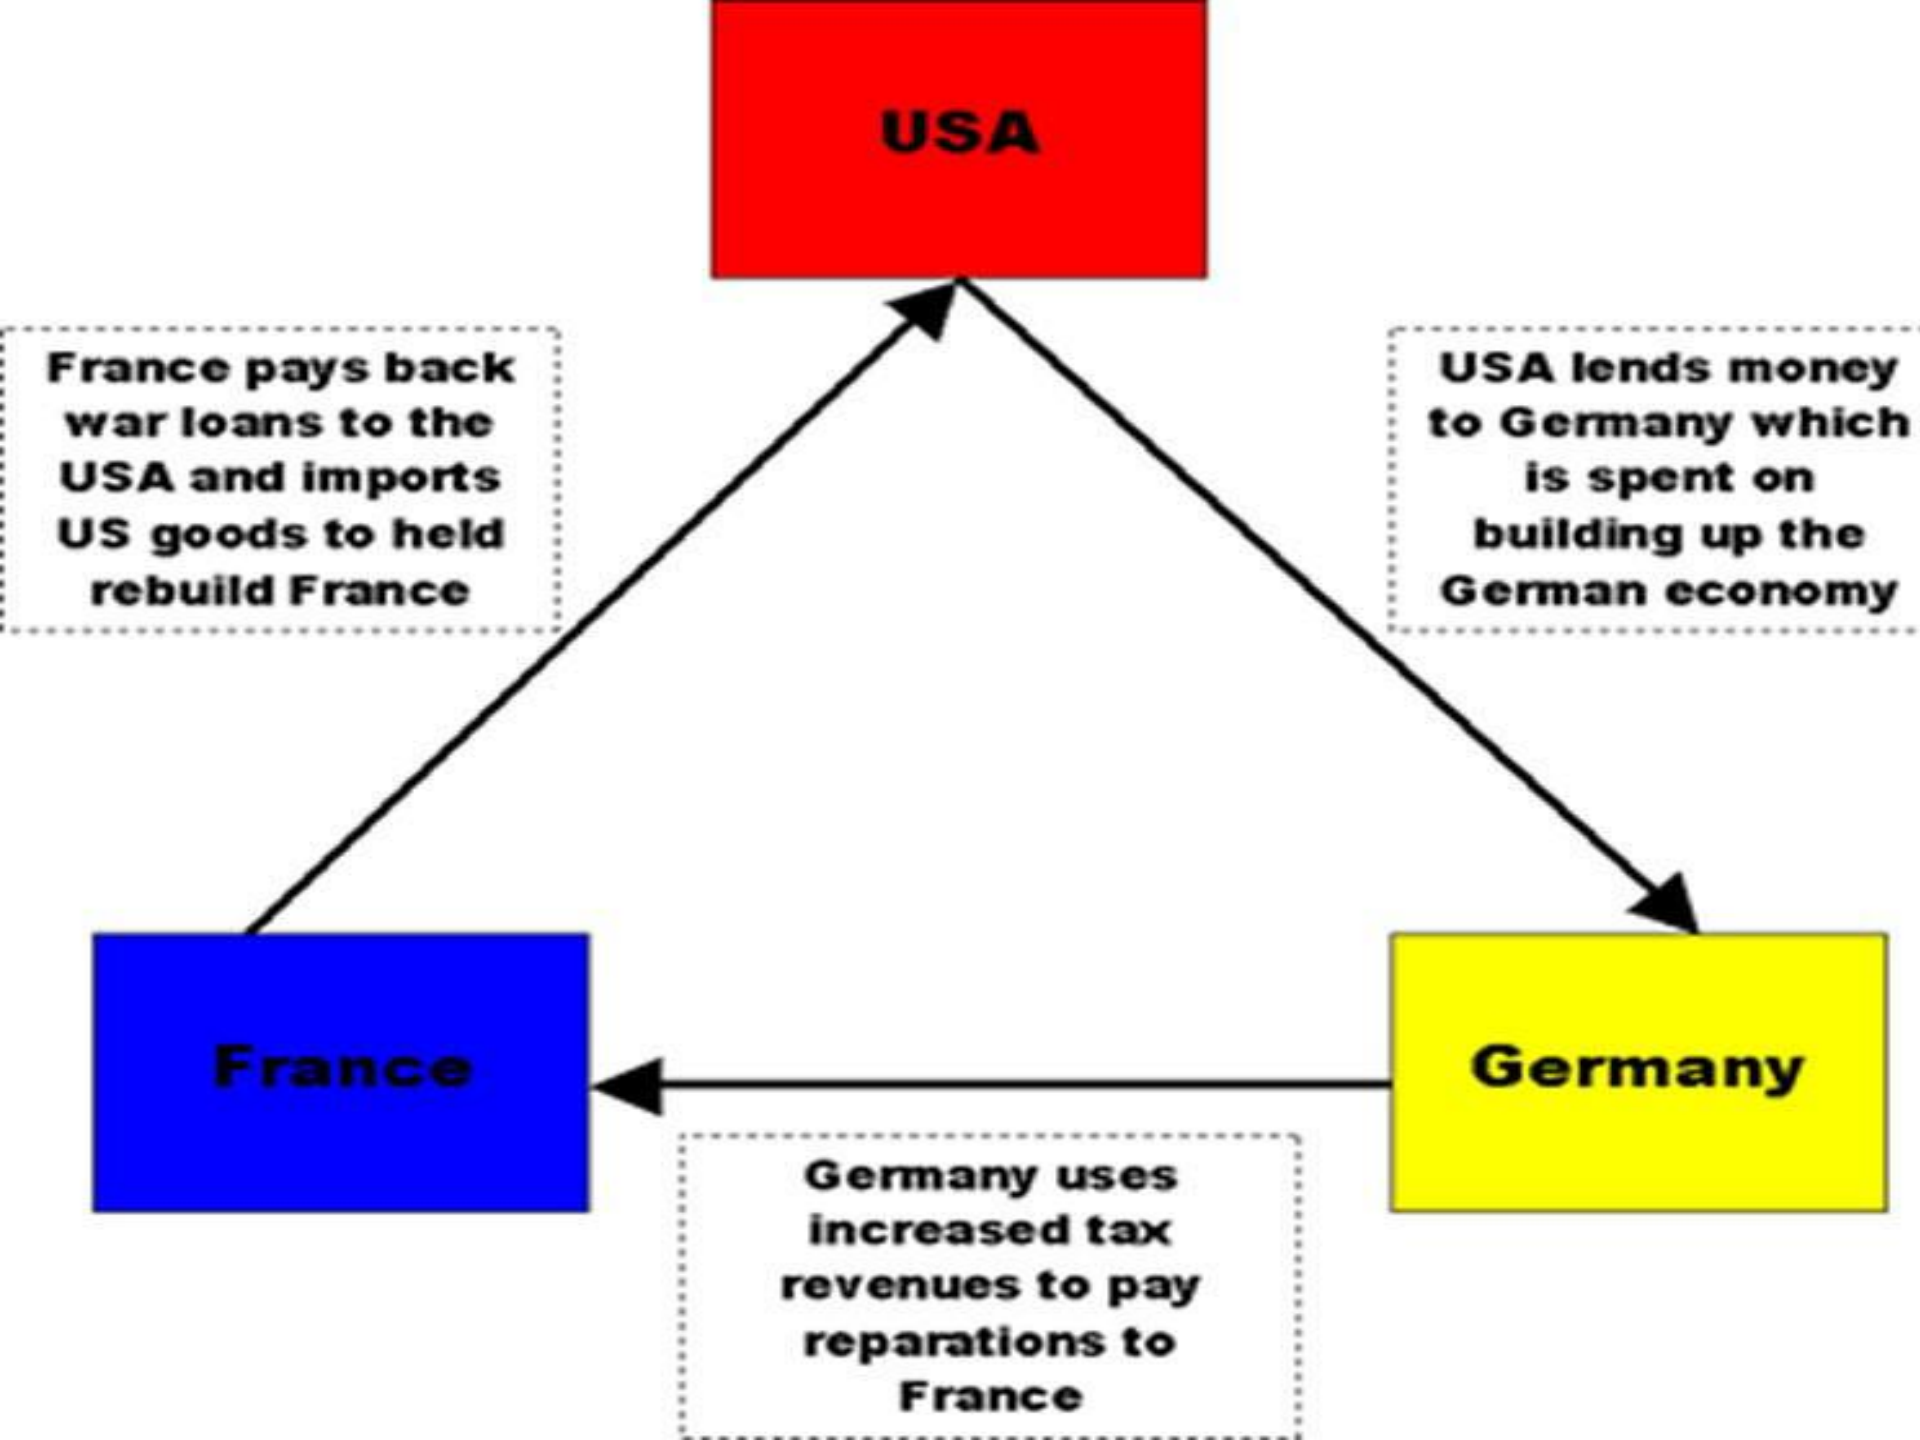 USA
France pays back
war loans to the
USA and imports
US goods to held
rebuild France
USA lends money
to Germany which
is spent on
building up the
German economy
France
Germany
Germany uses
increased tax
revenues to pay
reparations to
France